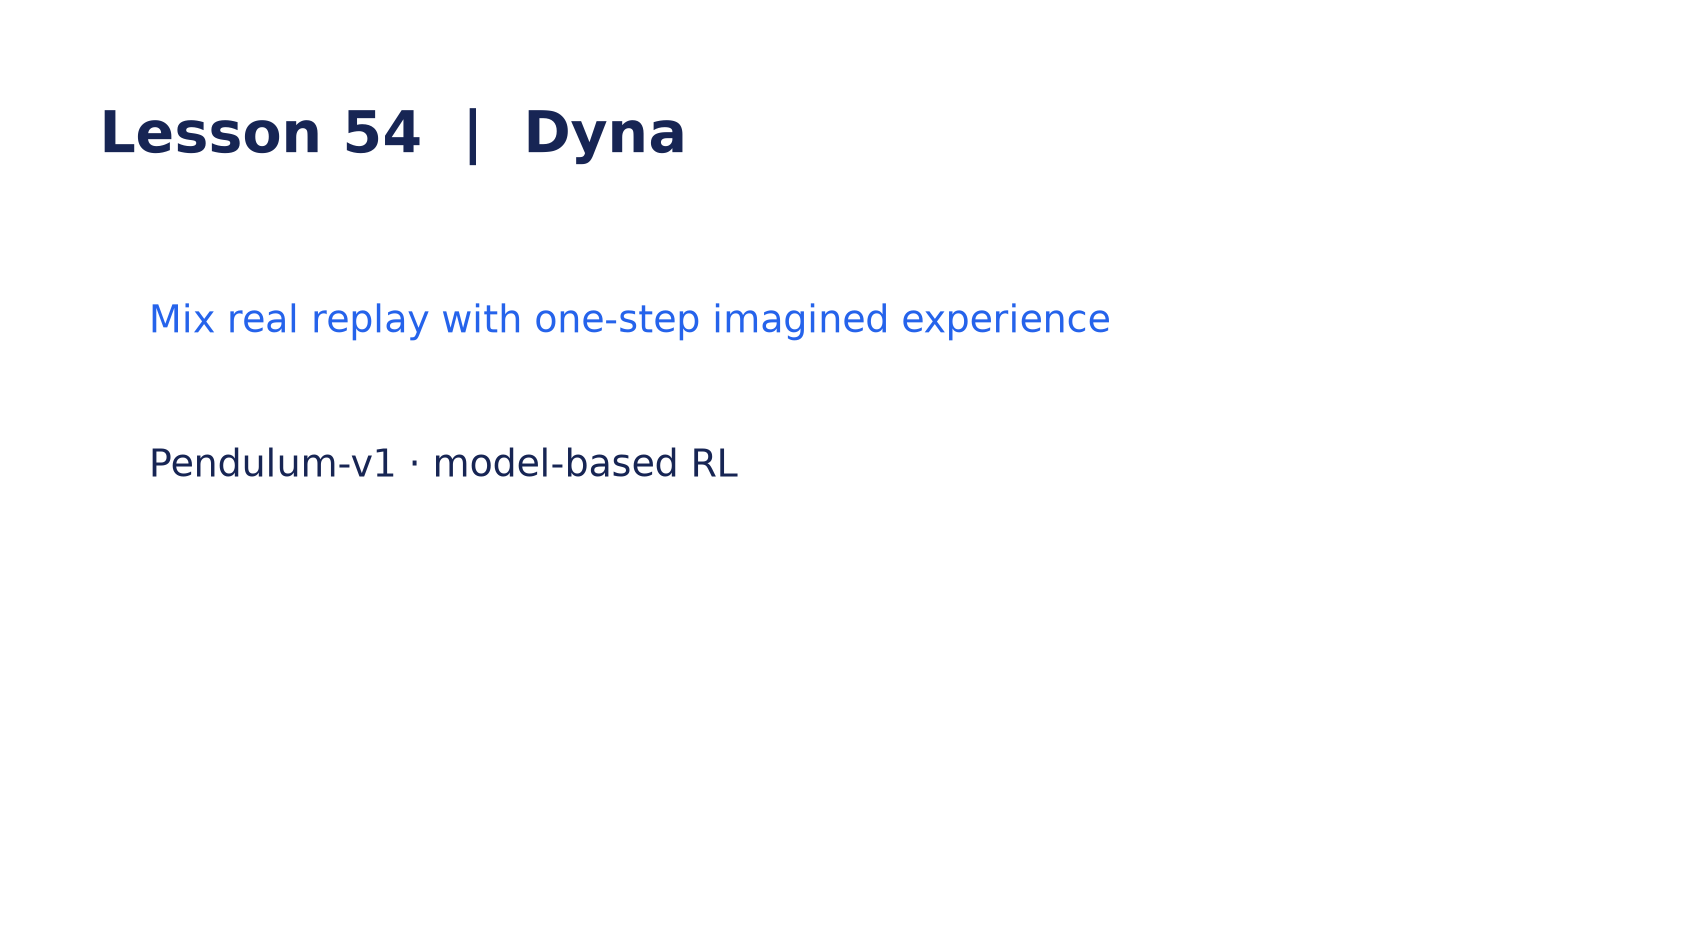 Lesson 54 | Dyna
Mix real replay with one-step imagined experience
Pendulum-v1 · model-based RL